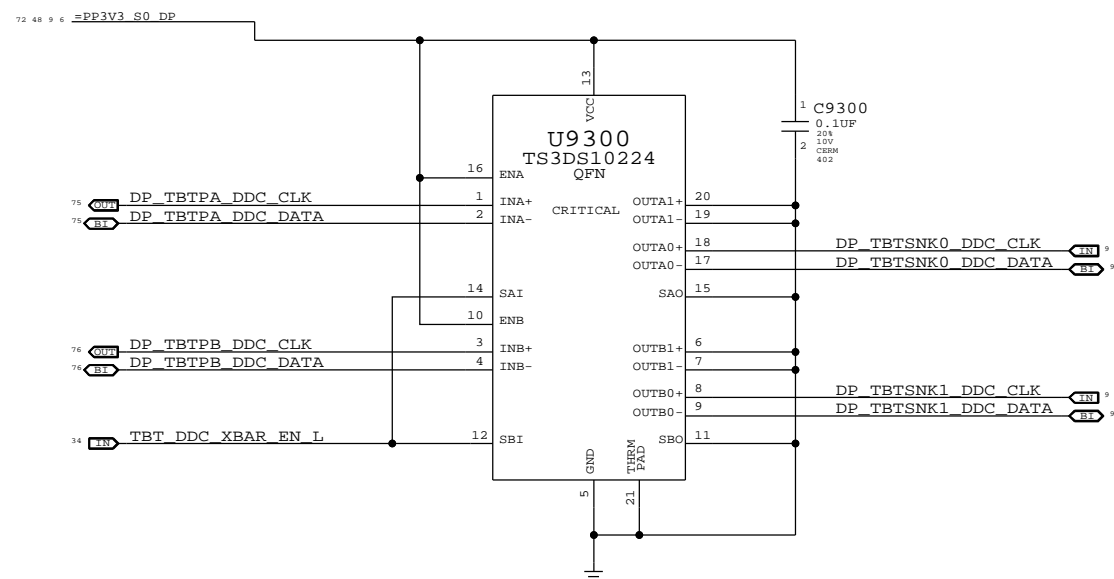 72 48 9 6 =PP3V3_S0_DP
13
VCC
1 C9300
0.1UF
20%
10V
CERM
402
2
U9300
TS3DS10224
QFN
CRITICAL
16 ENA
75 OUT DP_TBTPA_DDC_CLK 1 INA+
75 BI DP_TBTPA_DDC_DATA 2 INA-
OUTA1+ 20
OUTA1- 19
OUTA0+ 18 DP_TBTSNK0_DDC_CLK IN 9
OUTA0- 17 DP_TBTSNK0_DDC_DATA BI 9
14 SAI
SAO 15
10 ENB
76 OUT DP_TBTPB_DDC_CLK 3 INB+
76 BI DP_TBTPB_DDC_DATA 4 INB-
OUTB1+ 6
OUTB1- 7
OUTB0+ 8 DP_TBTSNK1_DDC_CLK IN 9
OUTB0- 9 DP_TBTSNK1_DDC_DATA BI 9
34 IN TBT_DDC_XBAR_EN_L 12 SBI
SBO 11
GND
THRM
PAD
5
21